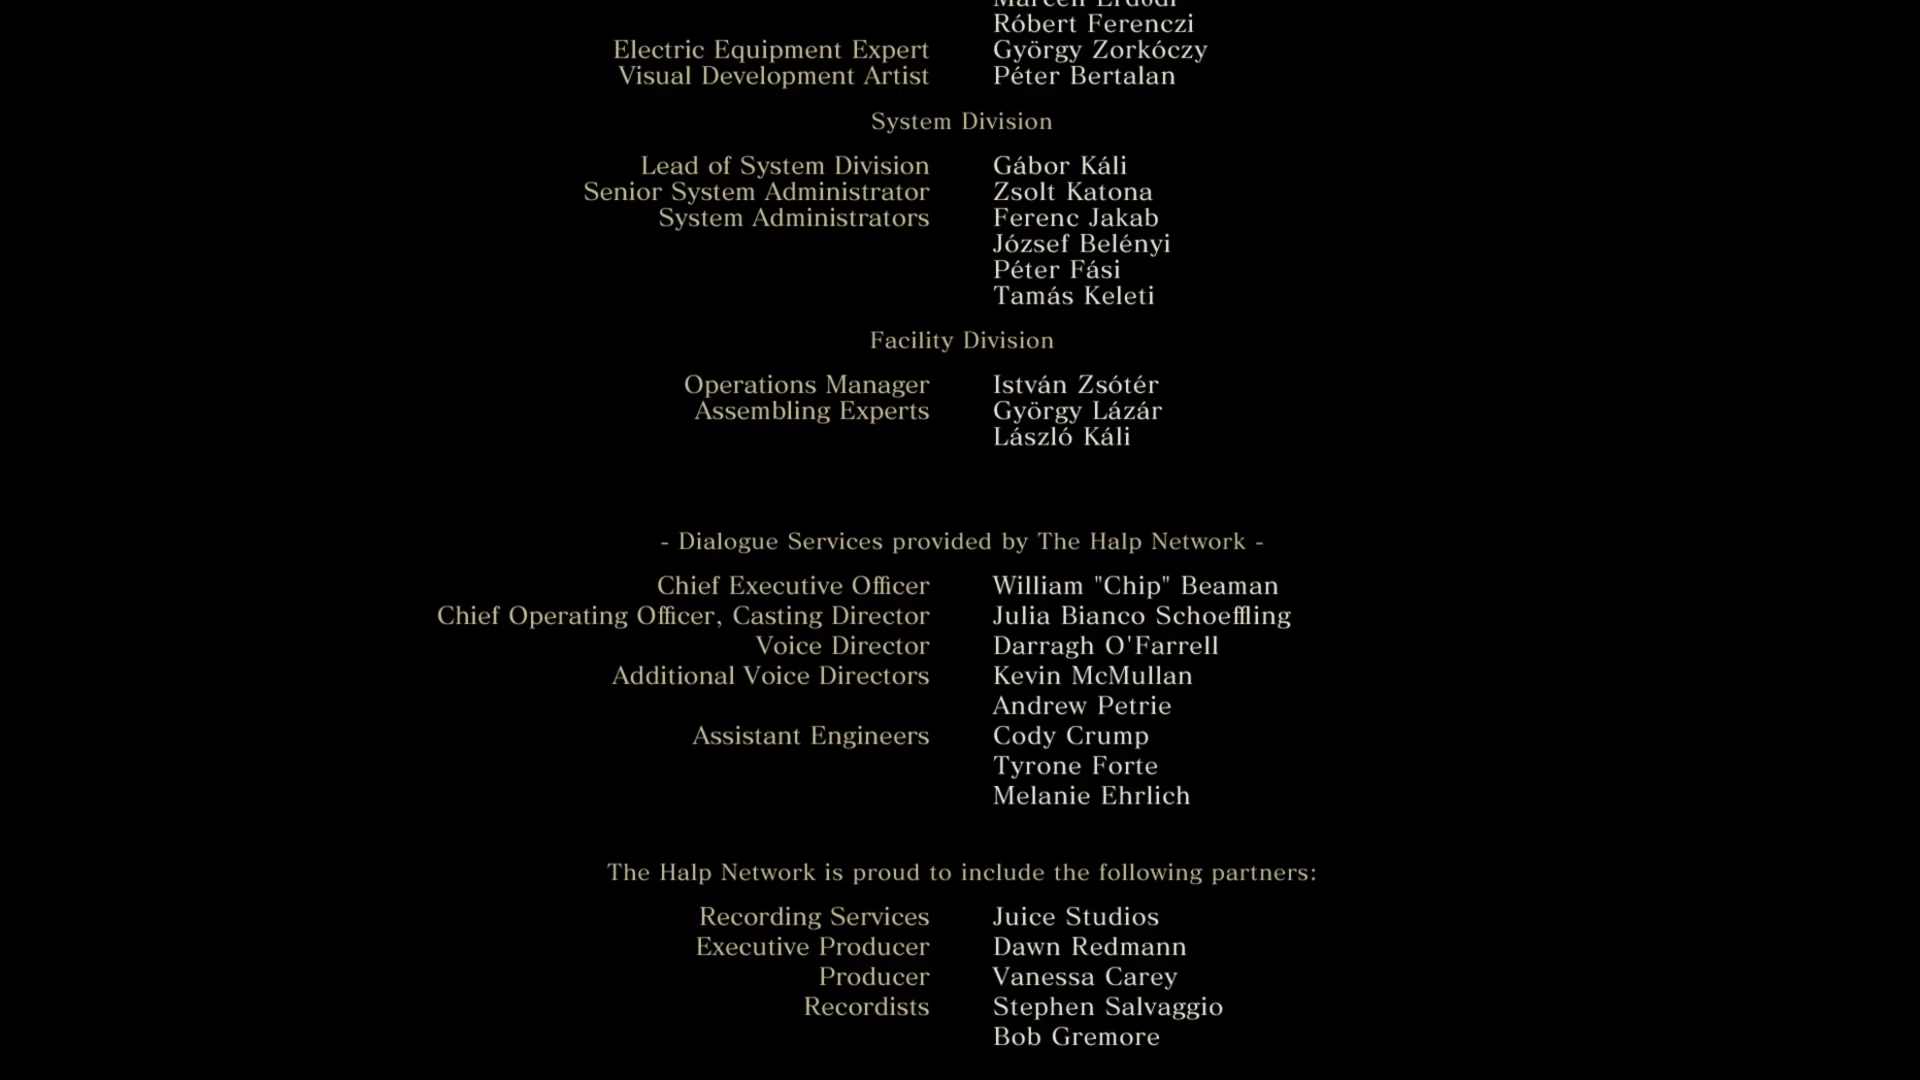 Marcell Erdődi
Róbert Ferenczi
Electric Equipment Expert György Zorkóczy
Visual Development Artist Péter Bertalan
System Division
Lead of System Division Gábor Káli
Senior System Administrator Zsolt Katona
System Administrators Ferenc Jakab
József Belényi
Péter Fási
Tamás Keleti
Facility Division
Operations Manager István Zsótér
Assembling Experts György Lázár
László Káli
- Dialogue Services provided by The Halp Network -
Chief Executive Officer William "Chip" Beaman
Chief Operating Officer, Casting Director Julia Bianco Schoeffling
Voice Director Darragh O'Farrell
Additional Voice Directors Kevin McMullan
Andrew Petrie
Assistant Engineers Cody Crump
Tyrone Forte
Melanie Ehrlich
The Halp Network is proud to include the following partners:
Recording Services Juice Studios
Executive Producer Dawn Redmann
Producer Vanessa Carey
Recordists Stephen Salvaggio
Bob Gremore